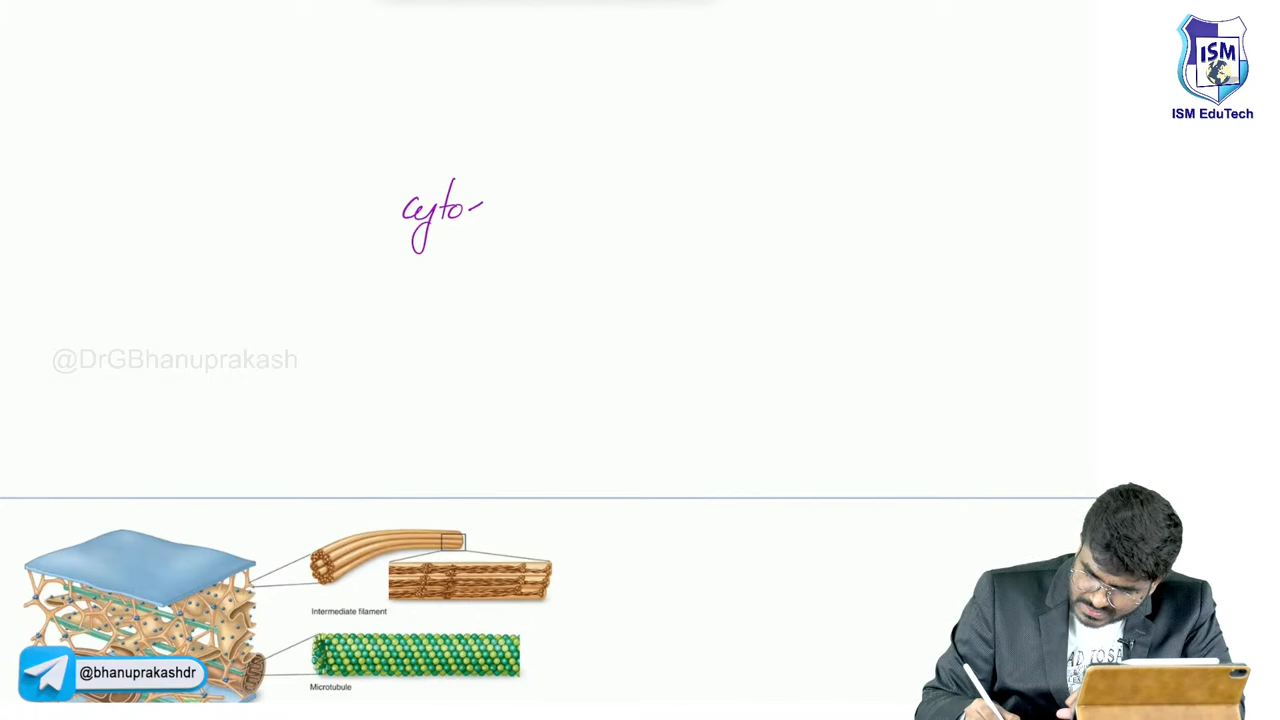 ISM
ISM EduTech
cyto-
@DrGBhanuprakash
Intermediate filament
@bhanuprakashdr
Microtubule